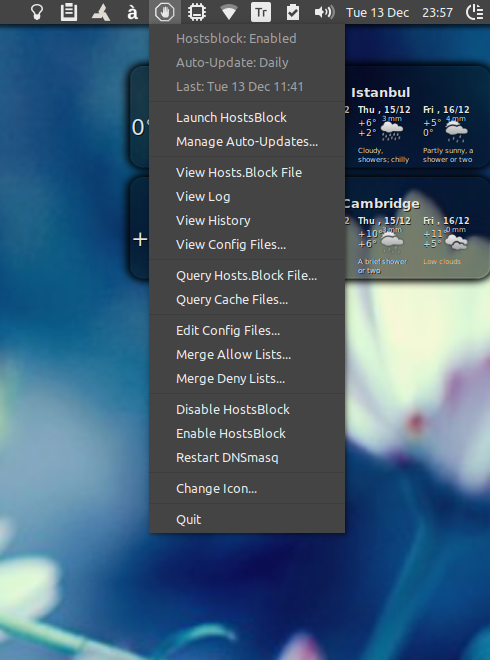 à
Tr
Tue 13 Dec
23:57
Hostsblock: Enabled
Auto-Update: Daily
Last: Tue 13 Dec 11:41
Launch HostsBlock
Manage Auto-Updates...
View Hosts.Block File
View Log
View History
View Config Files...
Query Hosts.Block File...
Query Cache Files...
Edit Config Files...
Merge Allow Lists...
Merge Deny Lists...
Disable HostsBlock
Enable HostsBlock
Restart DNSmasq
Change Icon...
Quit
0°
Istanbul
2 Thu , 15/12 Fri , 16/12
+6° 3 mm +5° 4 mm
+2° 0°
Cloudy, Partly sunny, a
showers; chilly shower or two
+
Cambridge
2 Thu , 15/12 Fri , 16/12
+10° 3 mm +11° 0 mm
+6° +5°
A brief shower Low clouds
or two